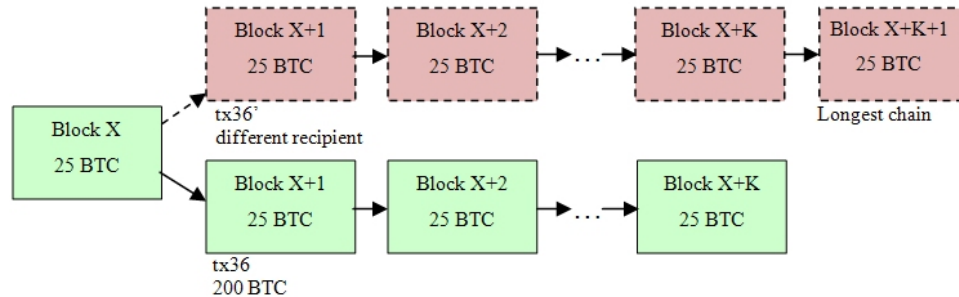 Block X+1
25 BTC
Block X+2
25 BTC
...
Block X+K
25 BTC
Block X+K+1
25 BTC
tx36’
different recipient
Longest chain
Block X
25 BTC
Block X+1
25 BTC
Block X+2
25 BTC
...
Block X+K
25 BTC
tx36
200 BTC